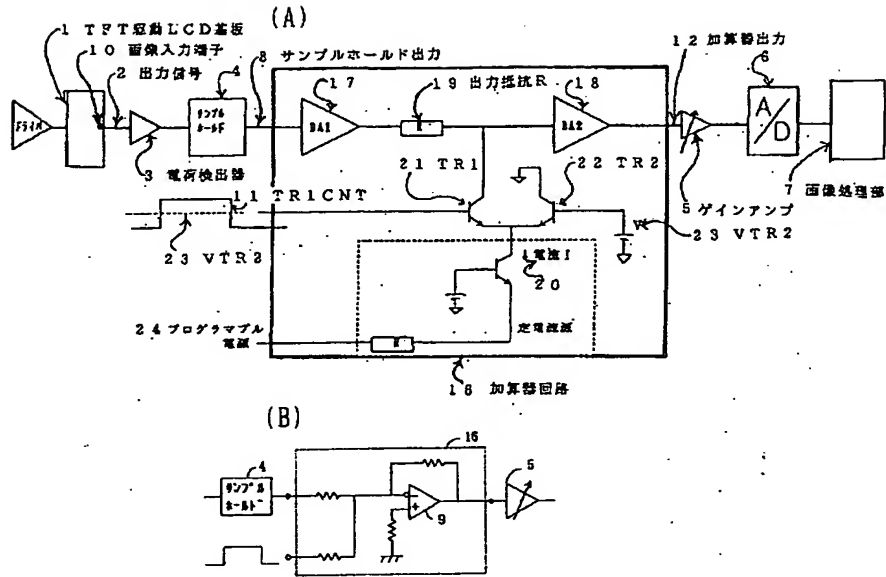 (A)
1 TFT駆動LCD基板
10 画像入力端子
2 出力信号
4
8 サンプルホールド出力
17
19 出力抵抗R
18
12 加算器出力
6
ドライバ
サンプル
ホールド
BA1
R
BA2
A/D
3 電荷検出器
21 TR1
22 TR2
5 ゲインアンプ
7 画像処理部
11 TR1CNT
23 VTR2
V
23 VTR2
電流I
20
24 プログラマブル
電源
R
定電流源
16 加算器回路
(B)
16
4
サンプル
ホールド
-
+
9
5